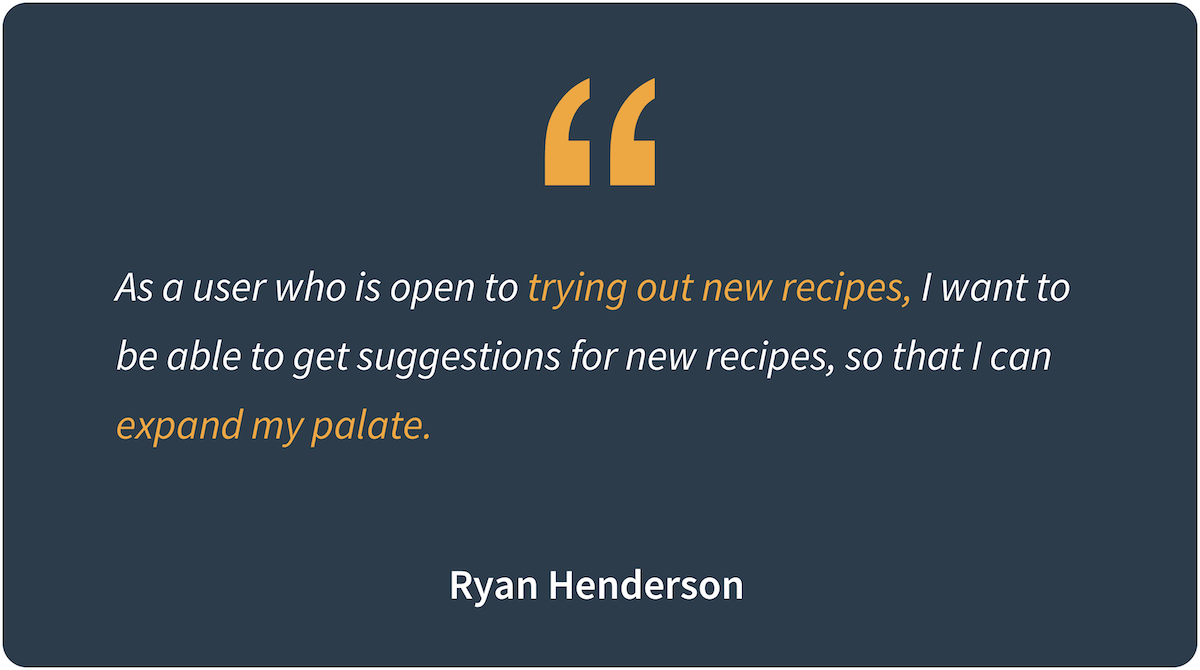 “
As a user who is open to trying out new recipes, I want to
be able to get suggestions for new recipes, so that I can
expand my palate.
Ryan Henderson